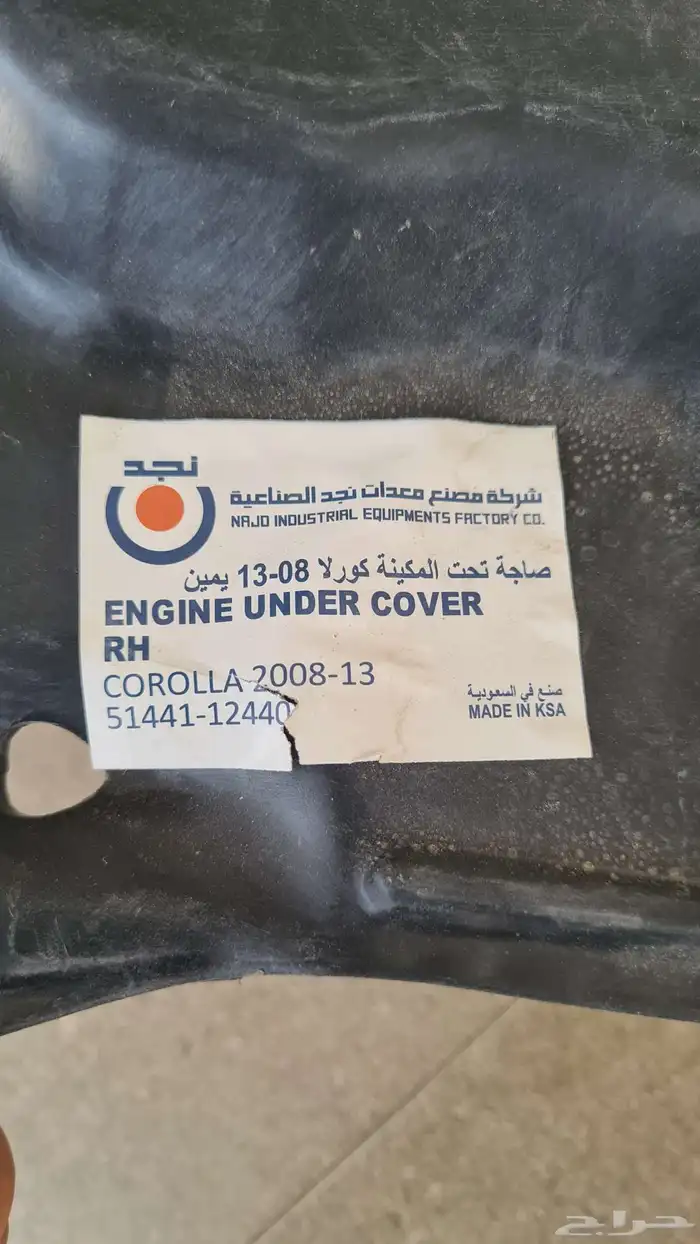 نجد
شركة مصنع معدات نجد الصناعية
NAJD INDUSTRIAL EQUIPMENTS FACTORY CO.
صاجة تحت المكينة كورلا 08-13 يمين
ENGINE UNDER COVER
RH
COROLLA 2008-13
51441-12440
صنع في السعودية
MADE IN KSA
حراج